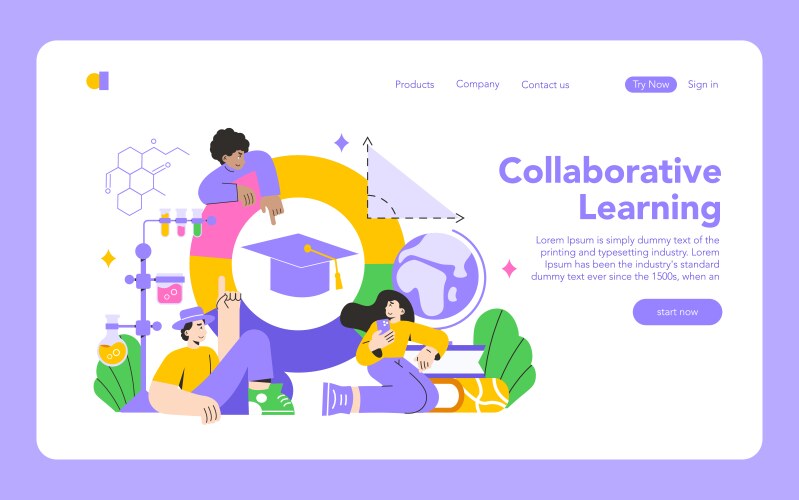 Products
Company
Contact us
Try Now
Sign in
Collaborative
Learning
Lorem Ipsum is simply dummy text of the
printing and typesetting industry. Lorem
Ipsum has been the industry's standard
dummy text ever since the 1500s, when an
start now